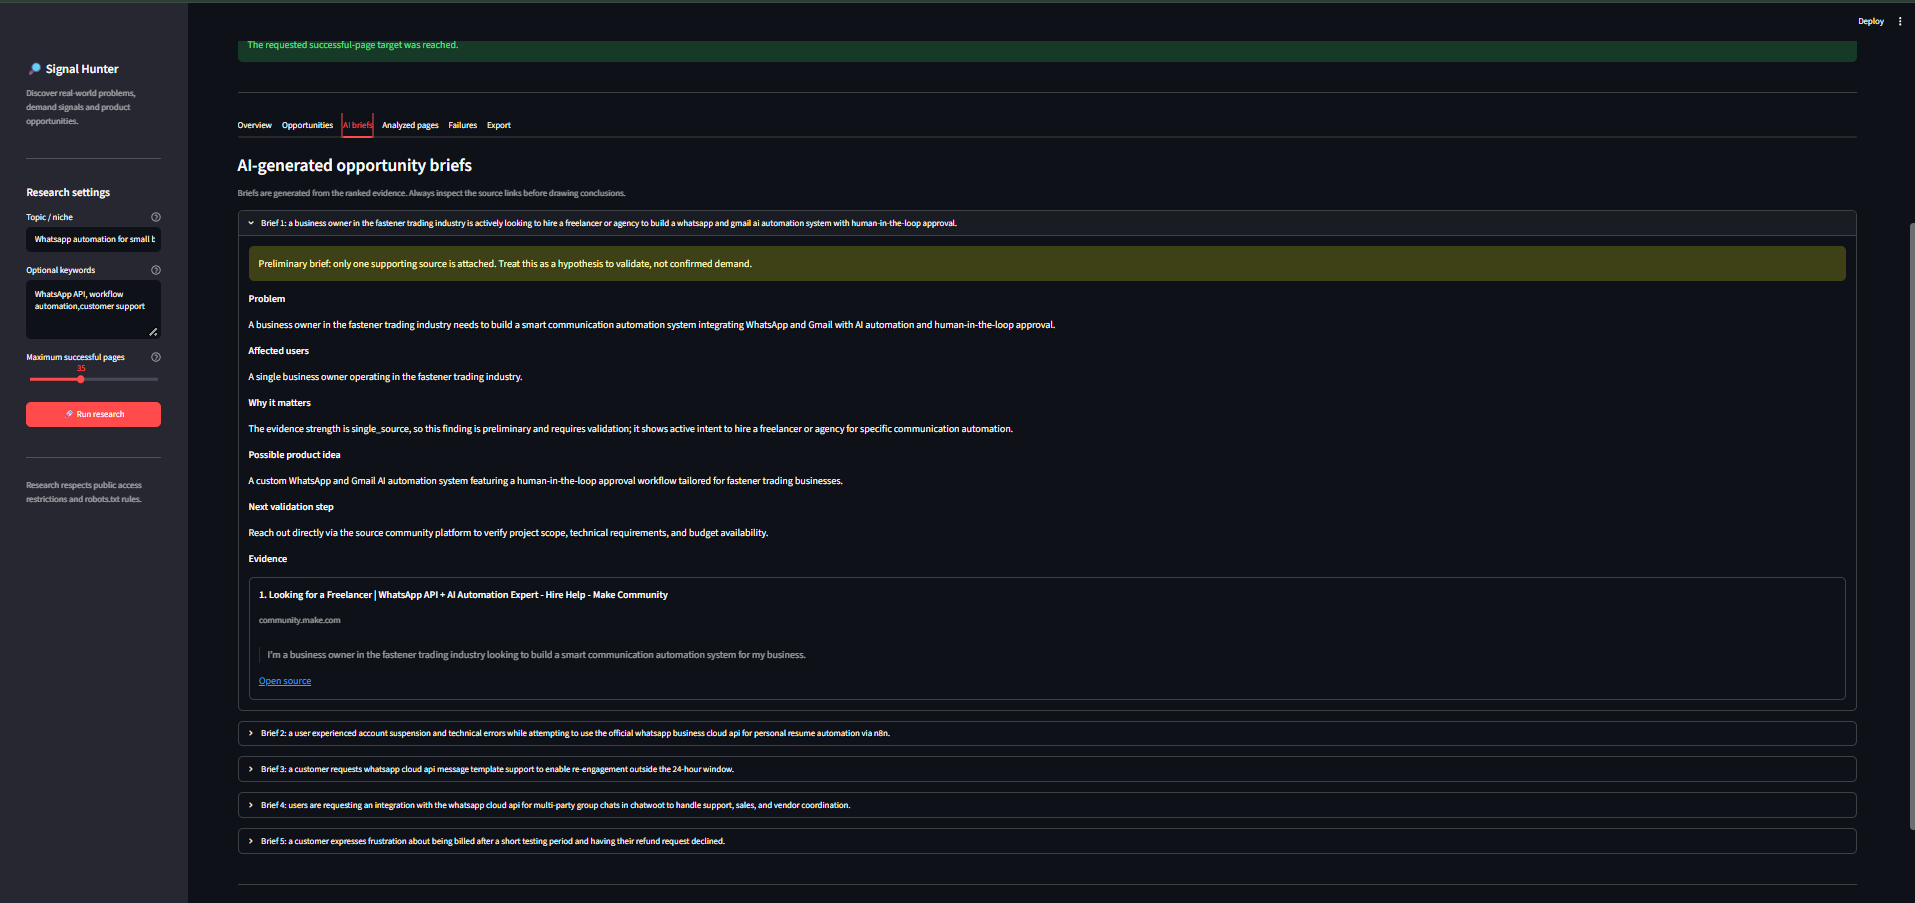 Deploy
The requested successful-page target was reached.
Signal Hunter
Discover real-world problems,
demand signals and product
opportunities.
Research settings
Topic / niche
Whatsapp automation for small b
Optional keywords
WhatsApp API, workflow
automation,customer support
Maximum successful pages
35
Run research
Research respects public access
restrictions and robots.txt rules.
Overview Opportunities AI briefs Analyzed pages Failures Export
AI-generated opportunity briefs
Briefs are generated from the ranked evidence. Always inspect the source links before drawing conclusions.
Brief 1: a business owner in the fastener trading industry is actively looking to hire a freelancer or agency to build a whatsapp and gmail ai automation system with human-in-the-loop approval.
Preliminary brief: only one supporting source is attached. Treat this as a hypothesis to validate, not confirmed demand.
Problem
A business owner in the fastener trading industry needs to build a smart communication automation system integrating WhatsApp and Gmail with AI automation and human-in-the-loop approval.
Affected users
A single business owner operating in the fastener trading industry.
Why it matters
The evidence strength is single_source, so this finding is preliminary and requires validation; it shows active intent to hire a freelancer or agency for specific communication automation.
Possible product idea
A custom WhatsApp and Gmail AI automation system featuring a human-in-the-loop approval workflow tailored for fastener trading businesses.
Next validation step
Reach out directly via the source community platform to verify project scope, technical requirements, and budget availability.
Evidence
1. Looking for a Freelancer | WhatsApp API + AI Automation Expert - Hire Help - Make Community
community.make.com
I'm a business owner in the fastener trading industry looking to build a smart communication automation system for my business.
Open source
Brief 2: a user experienced account suspension and technical errors while attempting to use the official whatsapp business cloud api for personal resume automation via n8n.
Brief 3: a customer requests whatsapp cloud api message template support to enable re-engagement outside the 24-hour window.
Brief 4: users are requesting an integration with the whatsapp cloud api for multi-party group chats in chatwoot to handle support, sales, and vendor coordination.
Brief 5: a customer expresses frustration about being billed after a short testing period and having their refund request declined.